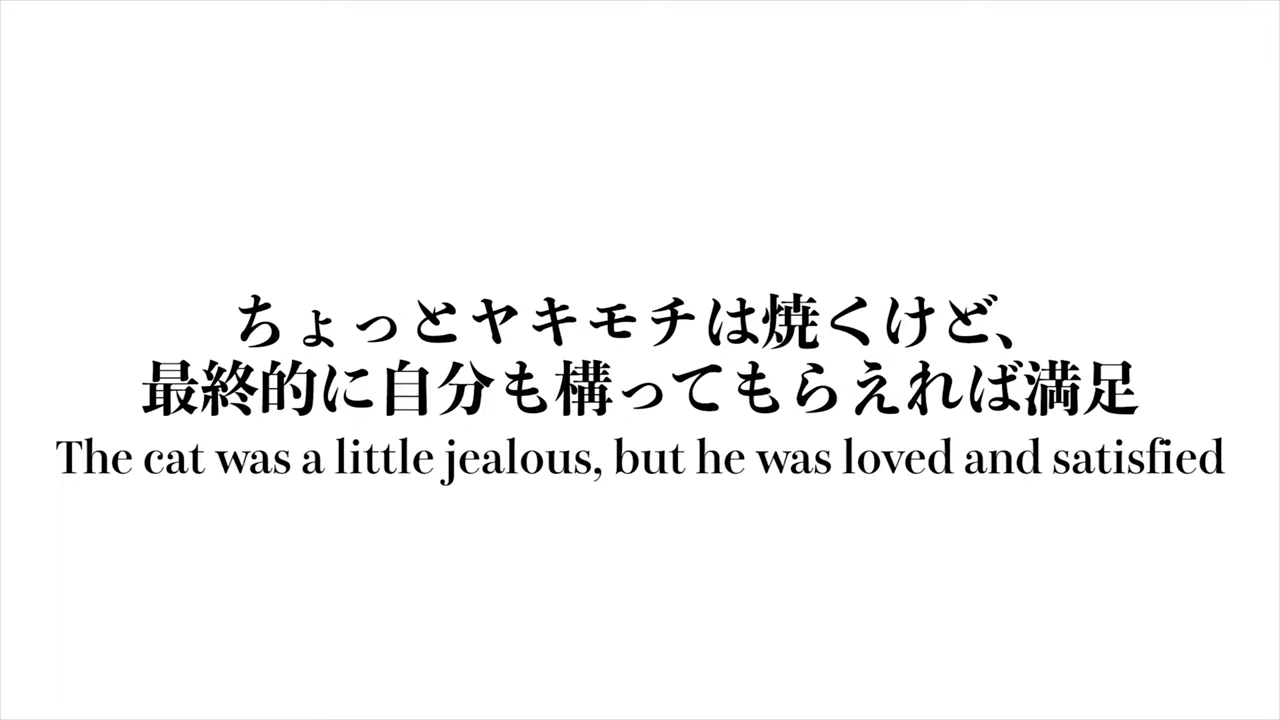 ちょっとヤキモチは焼くけど、
最終的に自分も構ってもらえれば満足
The cat was a little jealous, but he was loved and satisfied